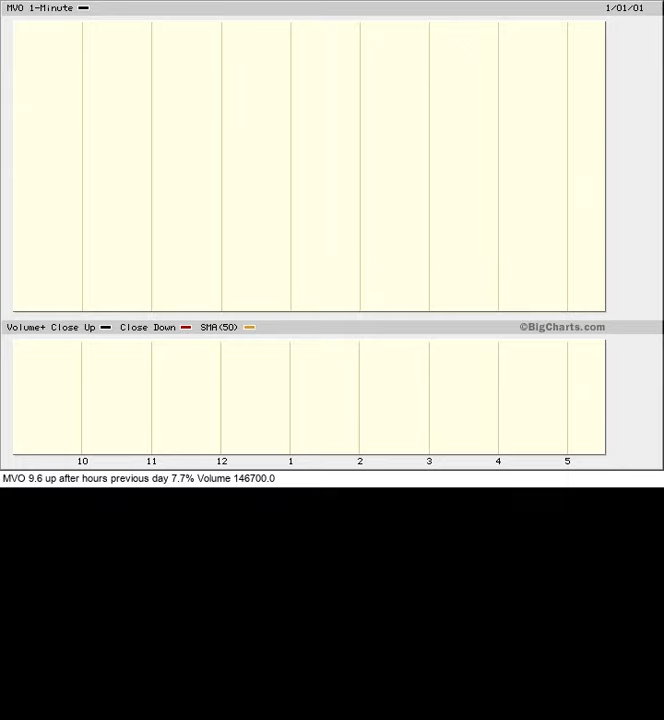 MVO 1-Minute 1/01/01
Volume+ Close Up Close Down SMA(50) ©BigCharts.com
10 11 12 1 2 3 4 5
MVO 9.6 up after hours previous day 7.7% Volume 146700.0